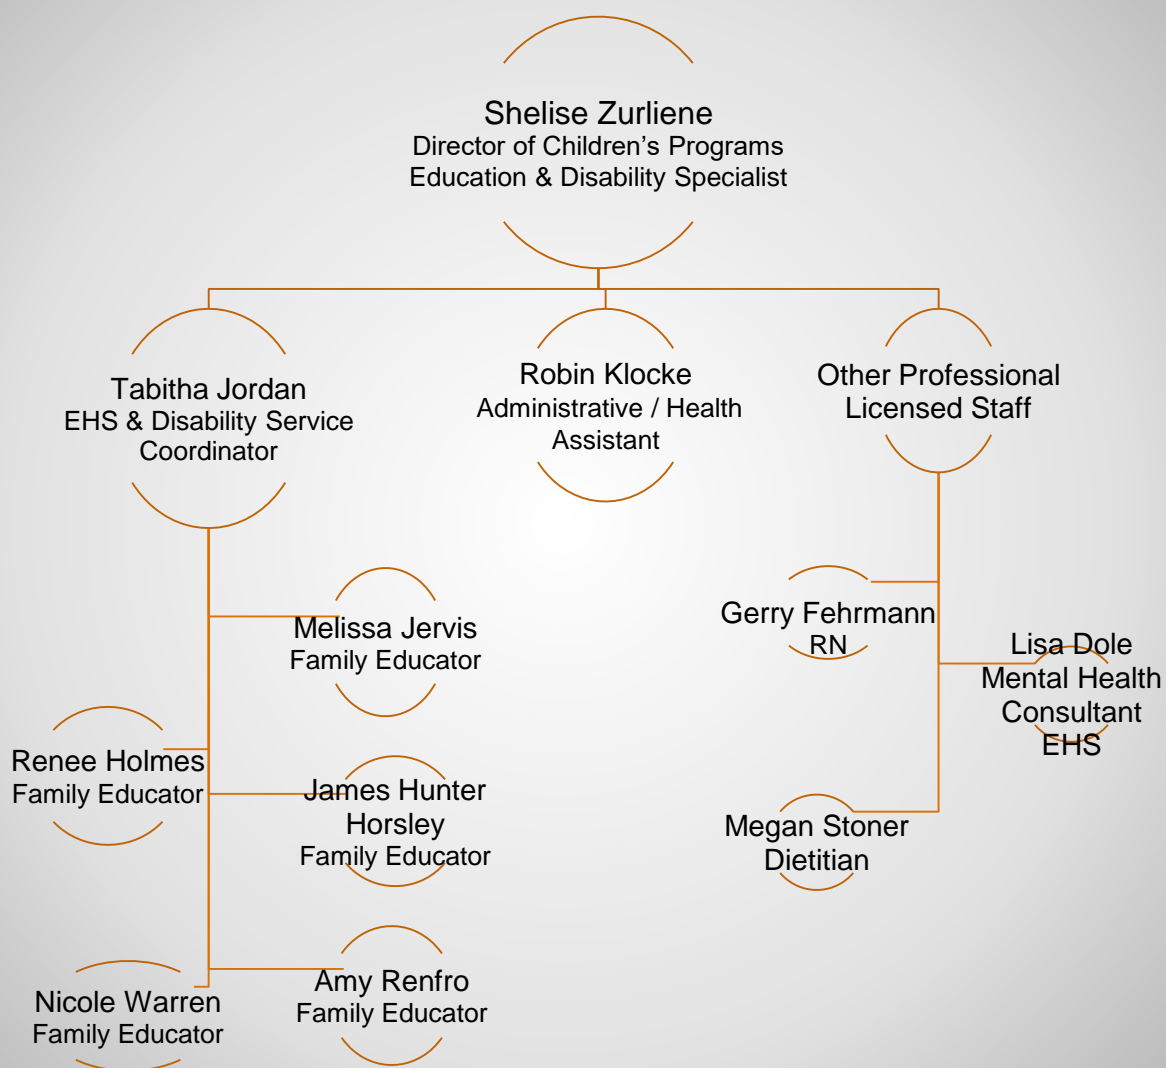 Shelise Zurliene
Director of Children’s Programs
Education & Disability Specialist
Tabitha Jordan
EHS & Disability Service
Coordinator
Robin Klocke
Administrative / Health
Assistant
Other Professional
Licensed Staff
Melissa Jervis
Family Educator
Renee Holmes
Family Educator
James Hunter
Horsley
Family Educator
Amy Renfro
Family Educator
Nicole Warren
Family Educator
Gerry Fehrmann
RN
Lisa Dole
Mental Health
Consultant
EHS
Megan Stoner
Dietitian